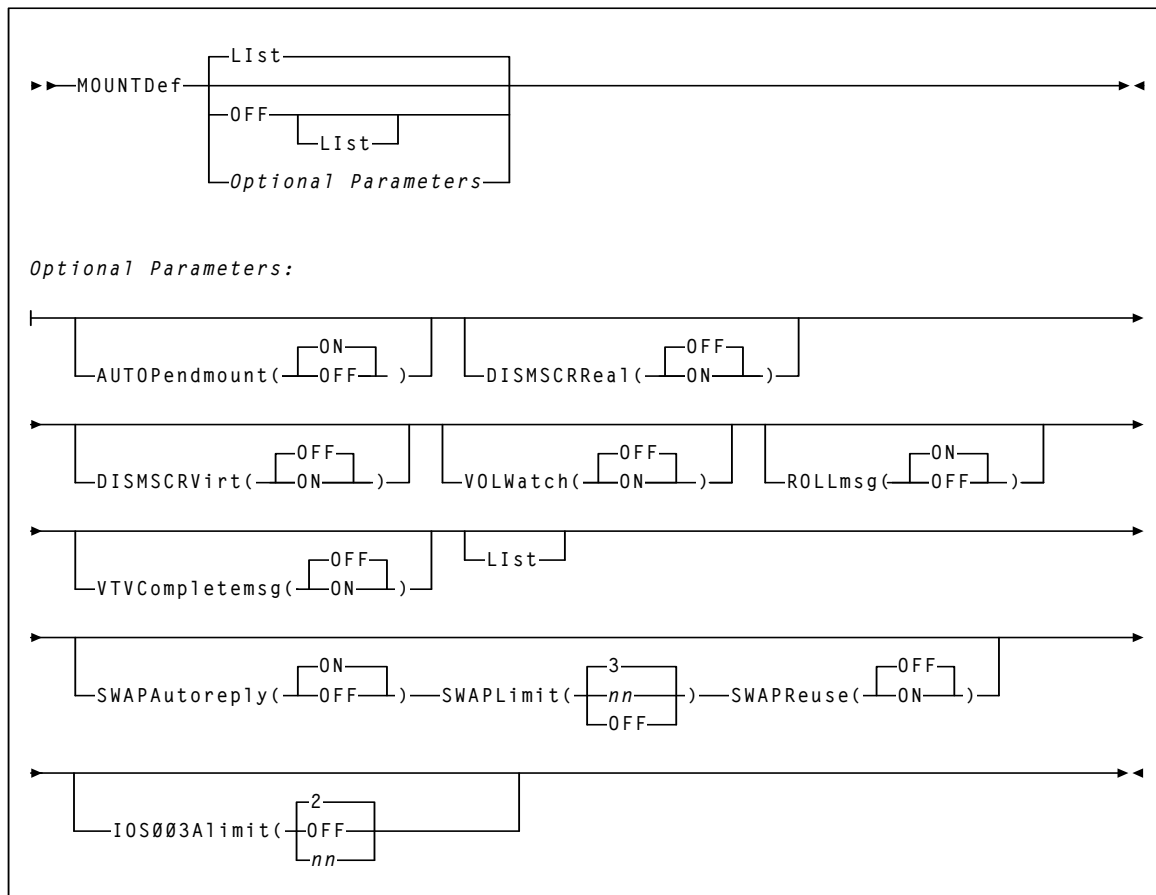 LIst
MOUNTDef
OFF
LIst
Optional Parameters
Optional Parameters:
ON
AUTOPendmount( OFF )
OFF
DISMSCRReal( ON )
OFF
DISMSCRVirt( ON )
OFF
VOLWatch( ON )
ON
ROLLmsg( OFF )
OFF
VTVCompletemsg( ON )
LIst
ON
SWAPAutoreply( OFF )
3
SWAPLimit( nn )
OFF
OFF
SWAPReuse( ON )
2
IOSØØ3Alimit( OFF
nn